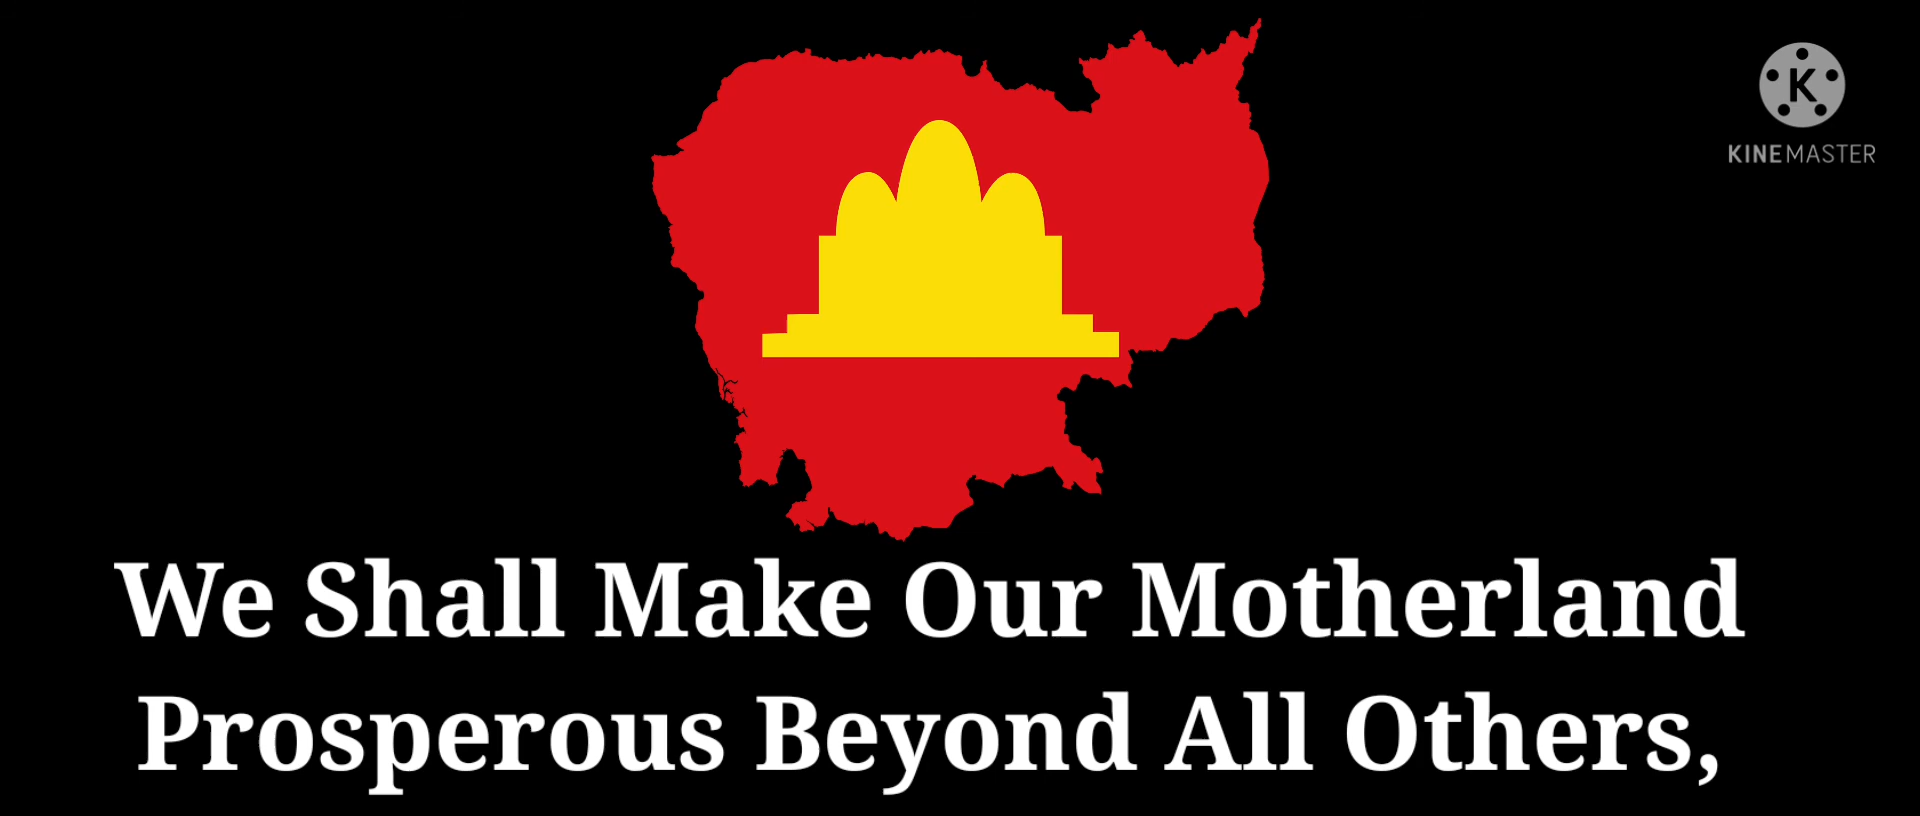 K
KINEMASTER
We Shall Make Our Motherland
Prosperous Beyond All Others,